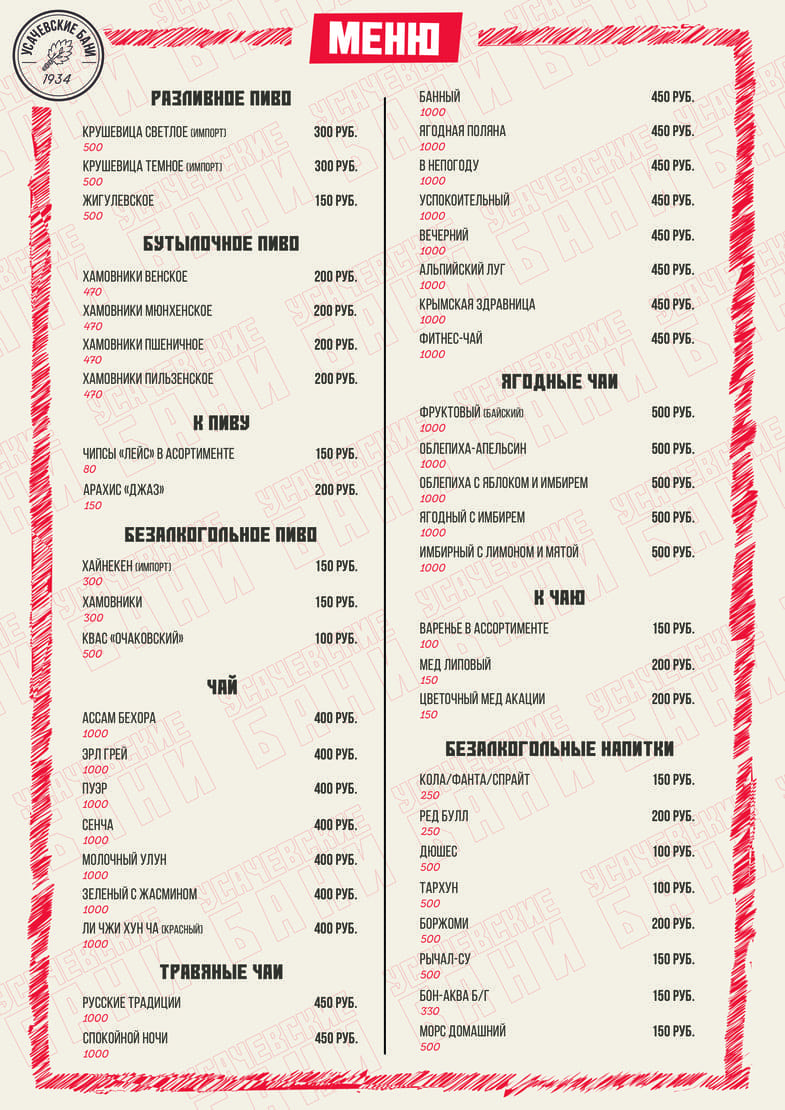 УСАЧЕВСКИЕ БАНИ
1934
МЕНЮ
РАЗЛИВНОЕ ПИВО
КРУШЕВИЦА СВЕТЛОЕ (ИМПОРТ) 300 РУБ.
500
КРУШЕВИЦА ТЕМНОЕ (ИМПОРТ) 300 РУБ.
500
ЖИГУЛЕВСКОЕ 150 РУБ.
500
БУТЫЛОЧНОЕ ПИВО
ХАМОВНИКИ ВЕНСКОЕ 200 РУБ.
470
ХАМОВНИКИ МЮНХЕНСКОЕ 200 РУБ.
470
ХАМОВНИКИ ПШЕНИЧНОЕ 200 РУБ.
470
ХАМОВНИКИ ПИЛЬЗЕНСКОЕ 200 РУБ.
470
К ПИВУ
ЧИПСЫ «ЛЕЙС» В АСОРТИМЕНТЕ 150 РУБ.
80
АРАХИС «ДЖАЗ» 200 РУБ.
150
БЕЗАЛКОГОЛЬНОЕ ПИВО
ХАЙНЕКЕН (ИМПОРТ) 150 РУБ.
300
ХАМОВНИКИ 150 РУБ.
300
КВАС «ОЧАКОВСКИЙ» 100 РУБ.
500
ЧАЙ
АССАМ БЕХОРА 400 РУБ.
1000
ЭРЛ ГРЕЙ 400 РУБ.
1000
ПУЭР 400 РУБ.
1000
СЕНЧА 400 РУБ.
1000
МОЛОЧНЫЙ УЛУН 400 РУБ.
1000
ЗЕЛЕНЫЙ С ЖАСМИНОМ 400 РУБ.
1000
ЛИ ЧЖИ ХУН ЧА (КРАСНЫЙ) 400 РУБ.
1000
ТРАВЯНЫЕ ЧАИ
РУССКИЕ ТРАДИЦИИ 450 РУБ.
1000
СПОКОЙНОЙ НОЧИ 450 РУБ.
1000
БАННЫЙ 450 РУБ.
1000
ЯГОДНАЯ ПОЛЯНА 450 РУБ.
1000
В НЕПОГОДУ 450 РУБ.
1000
УСПОКОИТЕЛЬНЫЙ 450 РУБ.
1000
ВЕЧЕРНИЙ 450 РУБ.
1000
АЛЬПИЙСКИЙ ЛУГ 450 РУБ.
1000
КРЫМСКАЯ ЗДРАВНИЦА 450 РУБ.
1000
ФИТНЕС-ЧАЙ 450 РУБ.
1000
ЯГОДНЫЕ ЧАИ
ФРУКТОВЫЙ (БАЙСКИЙ) 500 РУБ.
1000
ОБЛЕПИХА-АПЕЛЬСИН 500 РУБ.
1000
ОБЛЕПИХА С ЯБЛОКОМ И ИМБИРЕМ 500 РУБ.
1000
ЯГОДНЫЙ С ИМБИРЕМ 500 РУБ.
1000
ИМБИРНЫЙ С ЛИМОНОМ И МЯТОЙ 500 РУБ.
1000
К ЧАЮ
ВАРЕНЬЕ В АССОРТИМЕНТЕ 150 РУБ.
100
МЕД ЛИПОВЫЙ 200 РУБ.
150
ЦВЕТОЧНЫЙ МЕД АКАЦИИ 200 РУБ.
150
БЕЗАЛКОГОЛЬНЫЕ НАПИТКИ
КОЛА/ФАНТА/СПРАЙТ 150 РУБ.
250
РЕД БУЛЛ 200 РУБ.
250
ДЮШЕС 100 РУБ.
500
ТАРХУН 100 РУБ.
500
БОРЖОМИ 200 РУБ.
500
РЫЧАЛ-СУ 150 РУБ.
500
БОН-АКВА Б/Г 150 РУБ.
330
МОРС ДОМАШНИЙ 150 РУБ.
500